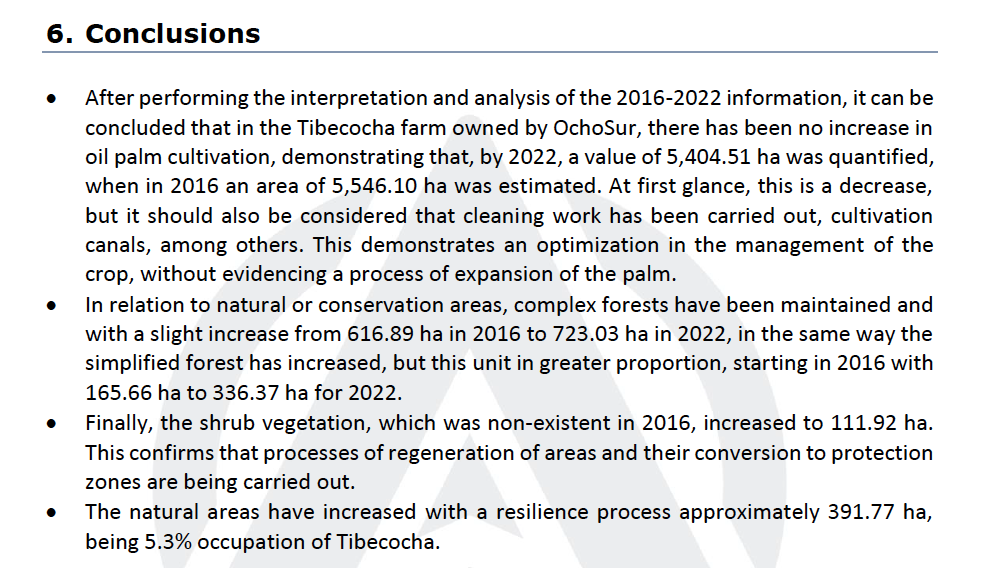 6. Conclusions
• After performing the interpretation and analysis of the 2016-2022 information, it can be
concluded that in the Tibecocha farm owned by OchoSur, there has been no increase in
oil palm cultivation, demonstrating that, by 2022, a value of 5,404.51 ha was quantified,
when in 2016 an area of 5,546.10 ha was estimated. At first glance, this is a decrease,
but it should also be considered that cleaning work has been carried out, cultivation
canals, among others. This demonstrates an optimization in the management of the
crop, without evidencing a process of expansion of the palm.
• In relation to natural or conservation areas, complex forests have been maintained and
with a slight increase from 616.89 ha in 2016 to 723.03 ha in 2022, in the same way the
simplified forest has increased, but this unit in greater proportion, starting in 2016 with
165.66 ha to 336.37 ha for 2022.
• Finally, the shrub vegetation, which was non-existent in 2016, increased to 111.92 ha.
This confirms that processes of regeneration of areas and their conversion to protection
zones are being carried out.
• The natural areas have increased with a resilience process approximately 391.77 ha,
being 5.3% occupation of Tibecocha.